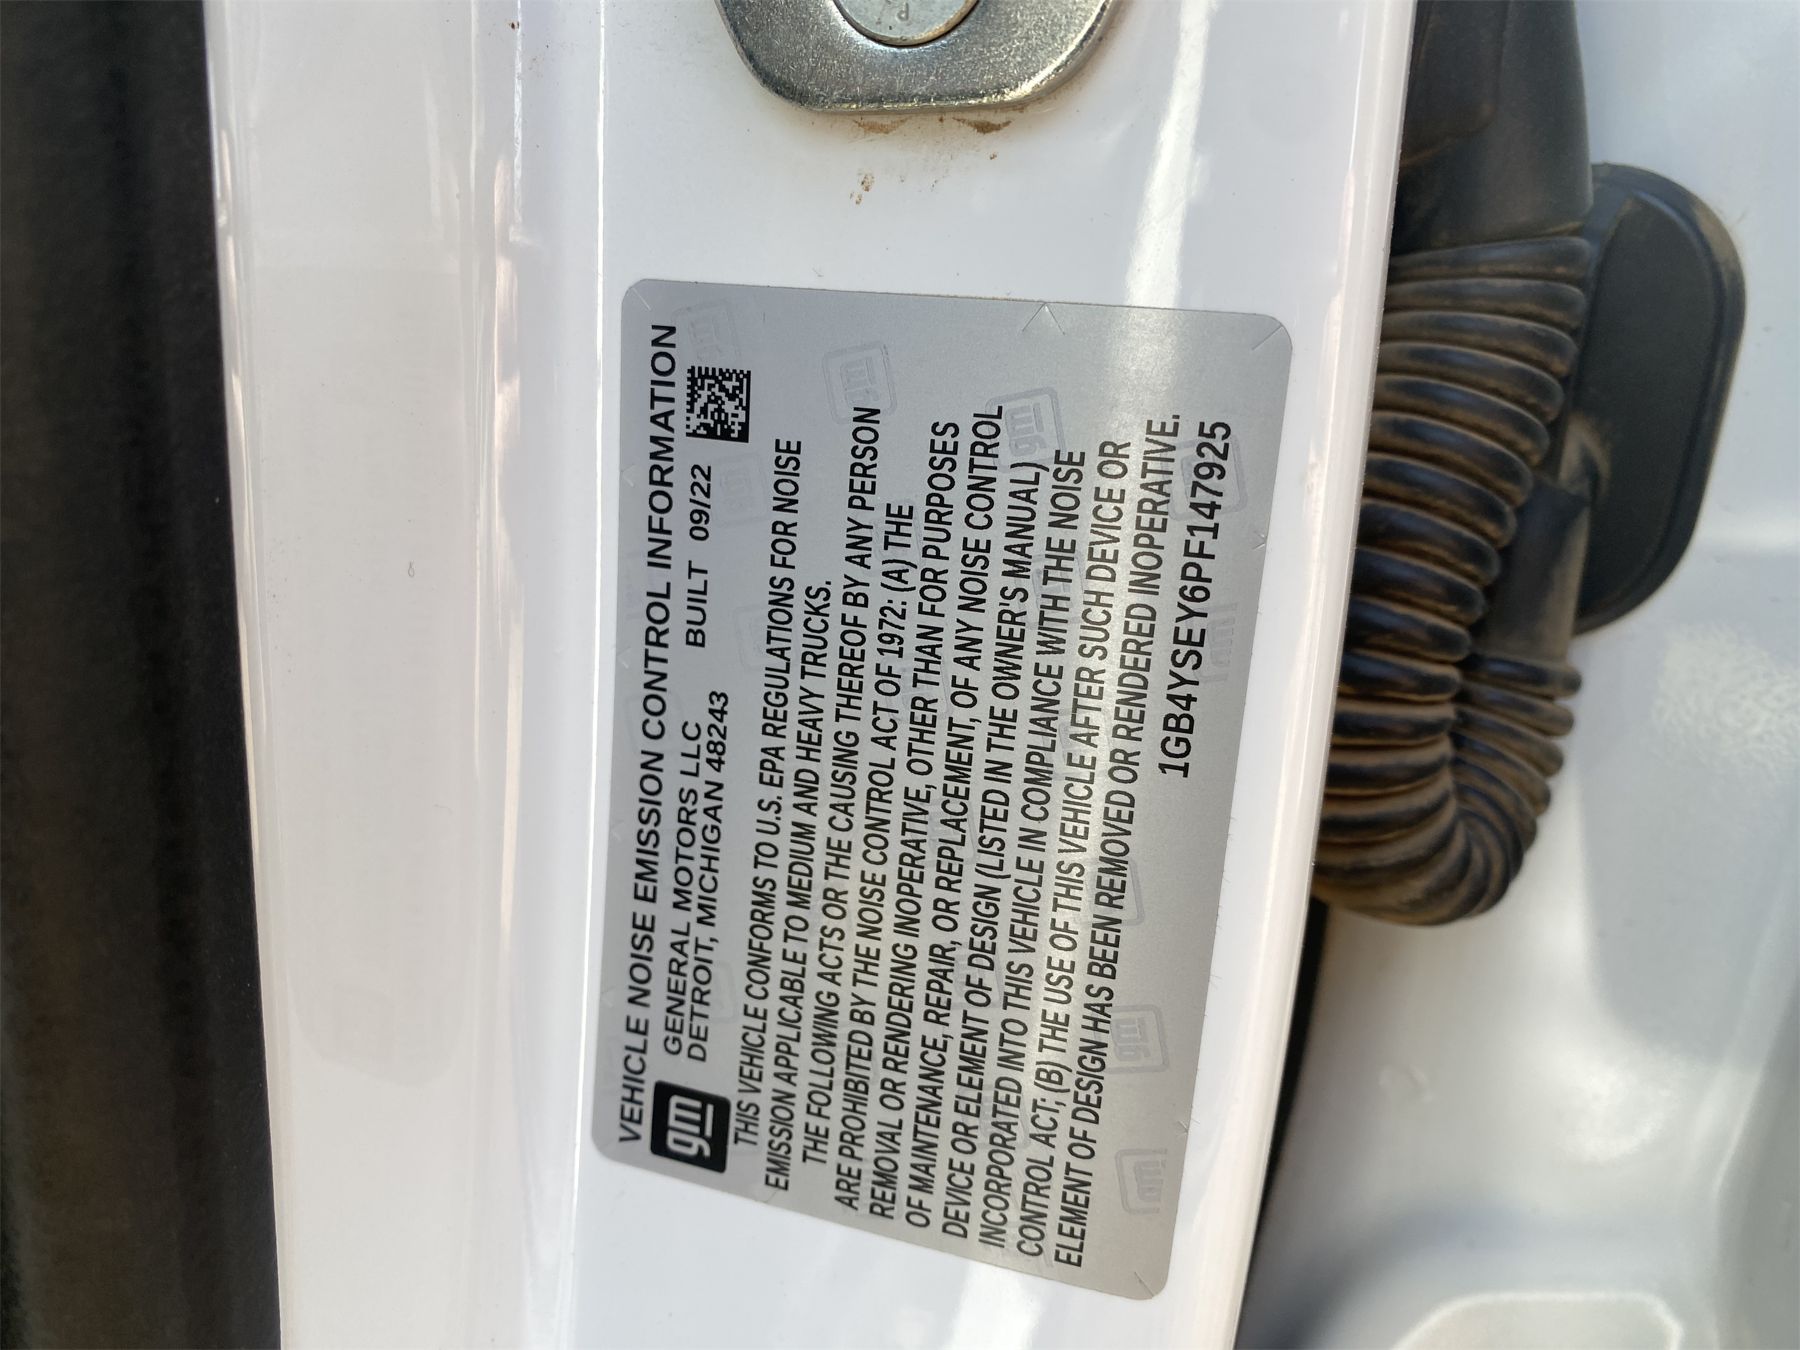 VEHICLE NOISE EMISSION CONTROL INFORMATION
gm
GENERAL MOTORS LLC
DETROIT, MICHIGAN 48243
BUILT 09/22
THIS VEHICLE CONFORMS TO U.S. EPA REGULATIONS FOR NOISE
EMISSION APPLICABLE TO MEDIUM AND HEAVY TRUCKS.
THE FOLLOWING ACTS OR THE CAUSING THEREOF BY ANY PERSON
ARE PROHIBITED BY THE NOISE CONTROL ACT OF 1972: (A) THE
REMOVAL OR RENDERING INOPERATIVE, OTHER THAN FOR PURPOSES
OF MAINTENANCE, REPAIR, OR REPLACEMENT, OF ANY NOISE CONTROL
DEVICE OR ELEMENT OF DESIGN (LISTED IN THE OWNER'S MANUAL)
INCORPORATED INTO THIS VEHICLE IN COMPLIANCE WITH THE NOISE
CONTROL ACT; (B) THE USE OF THIS VEHICLE AFTER SUCH DEVICE OR
ELEMENT OF DESIGN HAS BEEN REMOVED OR RENDERED INOPERATIVE.
1GB4YSEY6PF147925